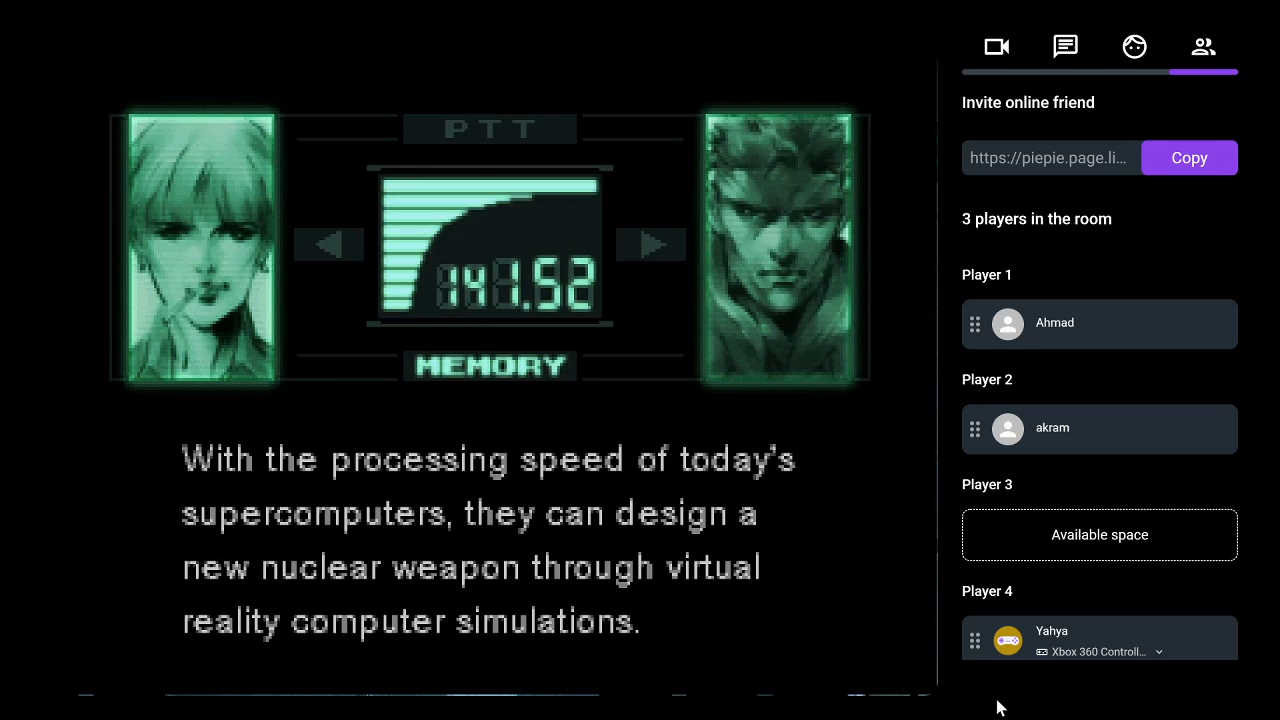 PTT
141.52
MEMORY
With the processing speed of today's
supercomputers, they can design a
new nuclear weapon through virtual
reality computer simulations.
Invite online friend
https://piepie.page.li...
Copy
3 players in the room
Player 1
Ahmad
Player 2
akram
Player 3
Available space
Player 4
Yahya
Xbox 360 Controll...